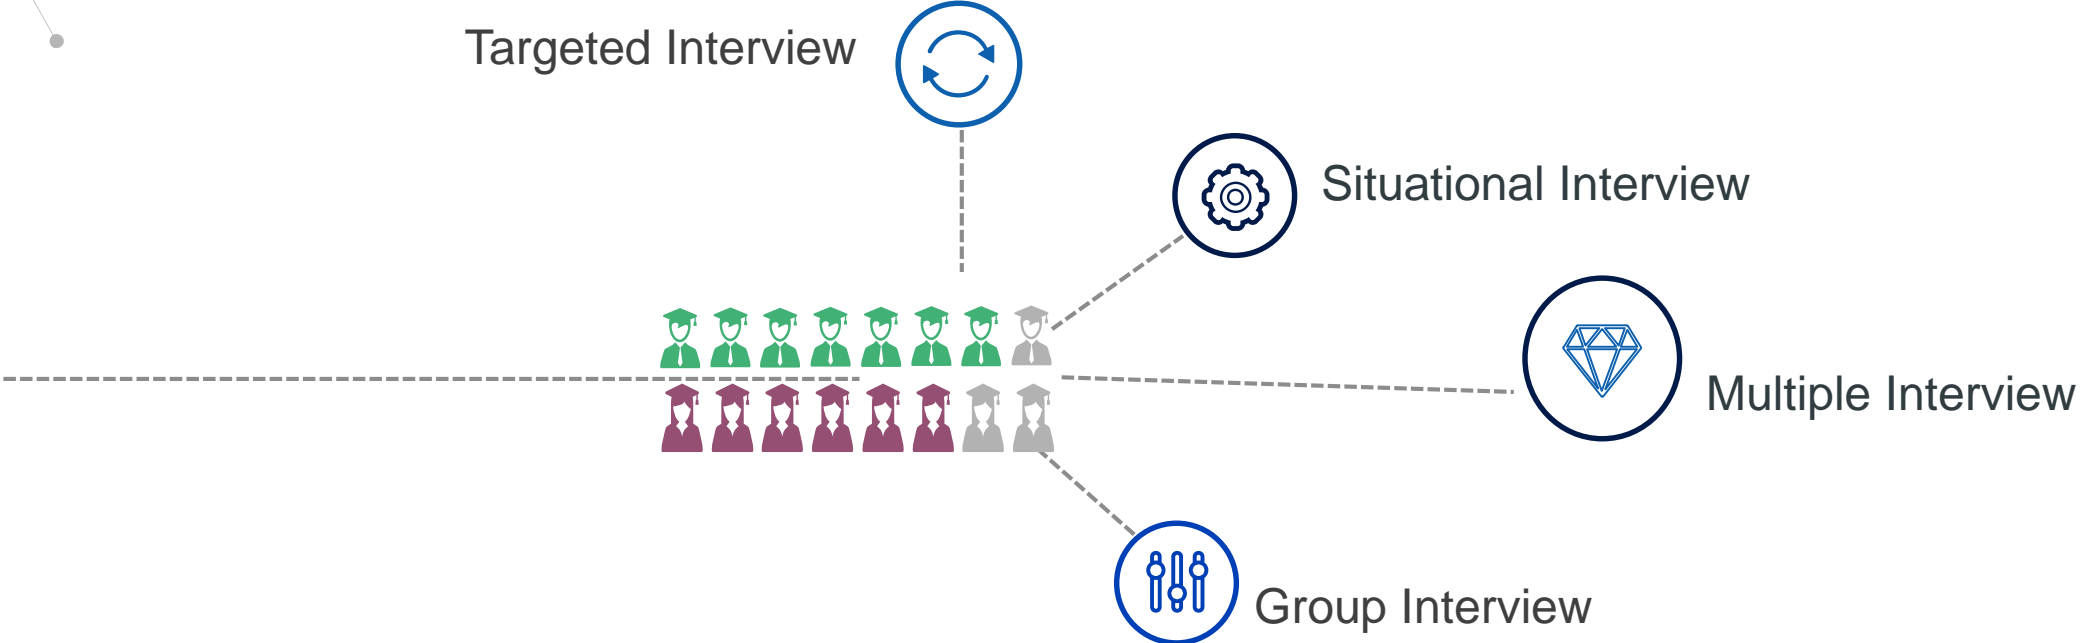 Targeted Interview
Situational Interview
Multiple Interview
Group Interview